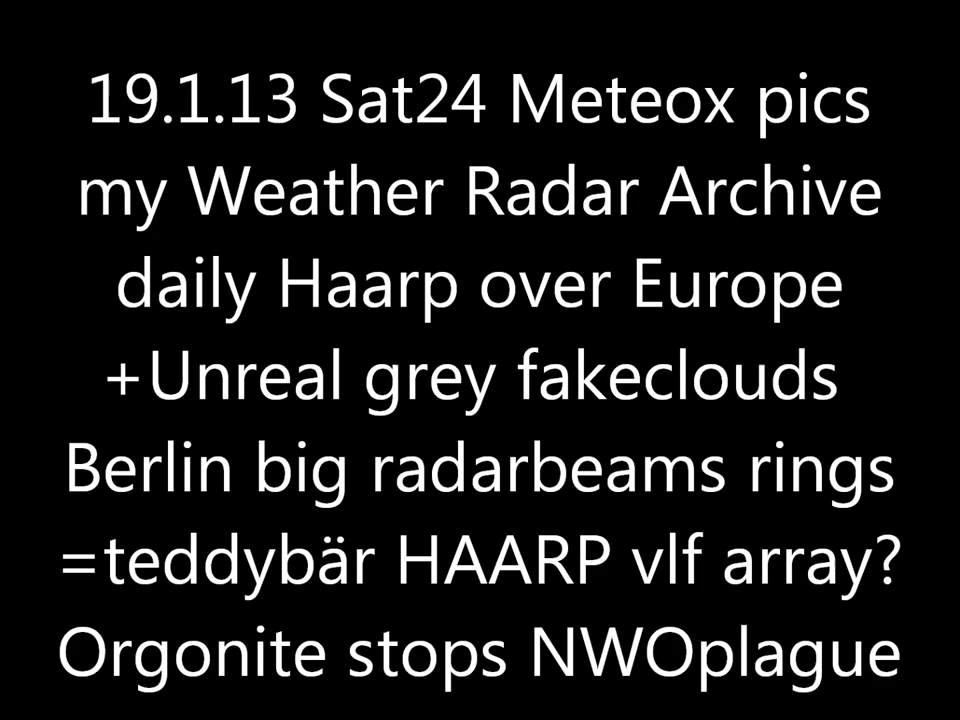 19.1.13 Sat24 Meteox pics
my Weather Radar Archive
daily Haarp over Europe
+Unreal grey fakeclouds
Berlin big radarbeams rings
=teddybär HAARP vlf array?
Orgonite stops NWOplague